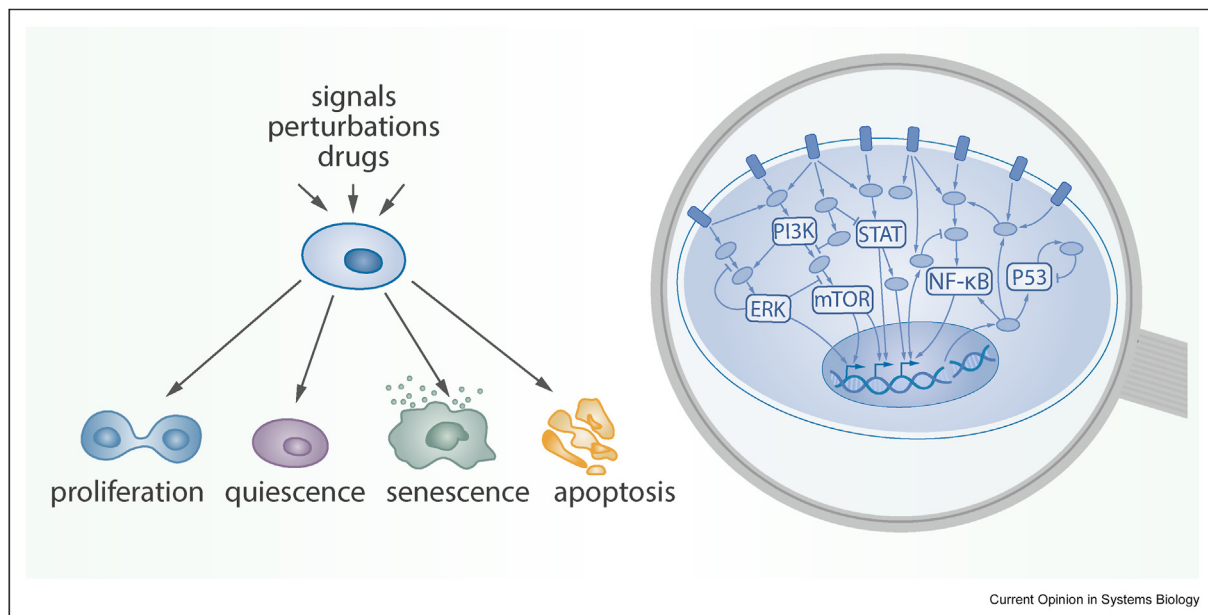 signals
perturbations
drugs
proliferation
quiescence
senescence
apoptosis
PI3K
STAT
ERK
mTOR
NF-κB
P53
Current Opinion in Systems Biology